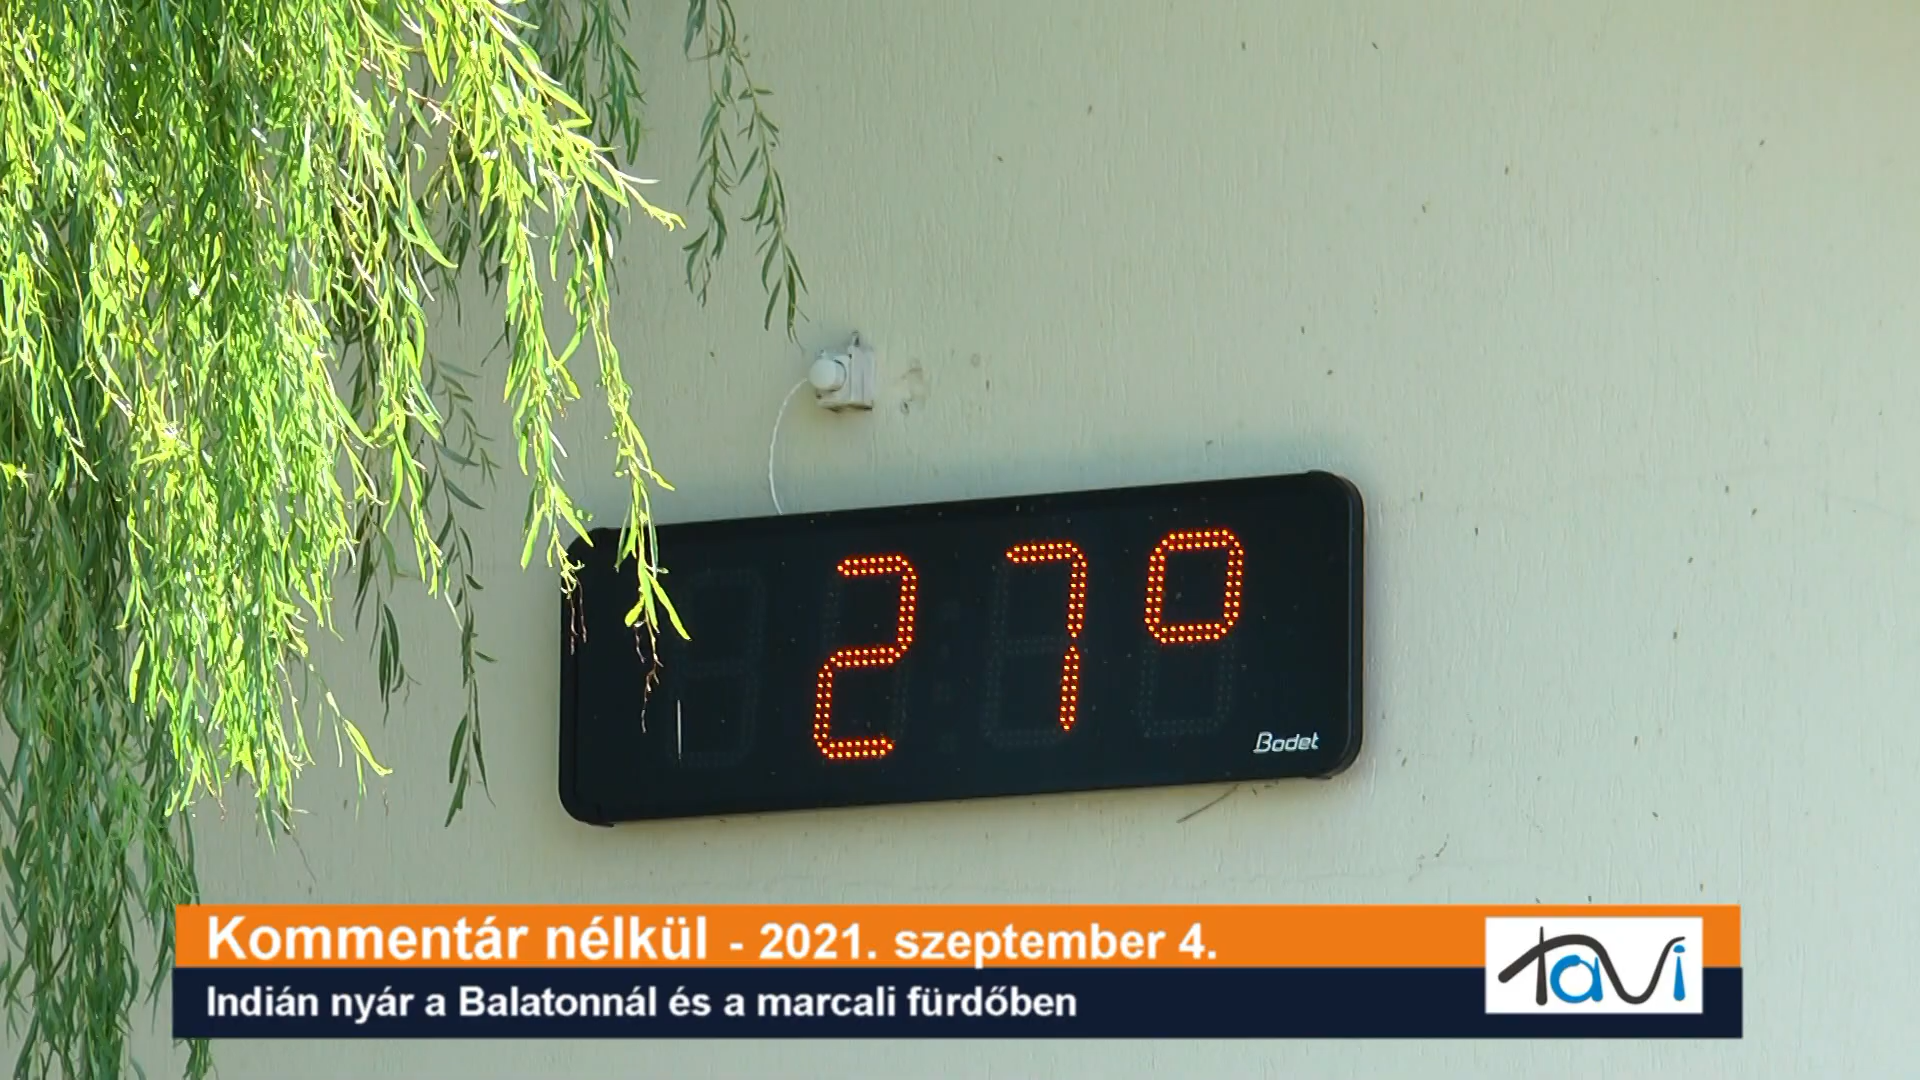 27°
Bodet
Kommentár nélkül - 2021. szeptember 4.
Indián nyár a Balatonnál és a marcali fürdőben
TaVi